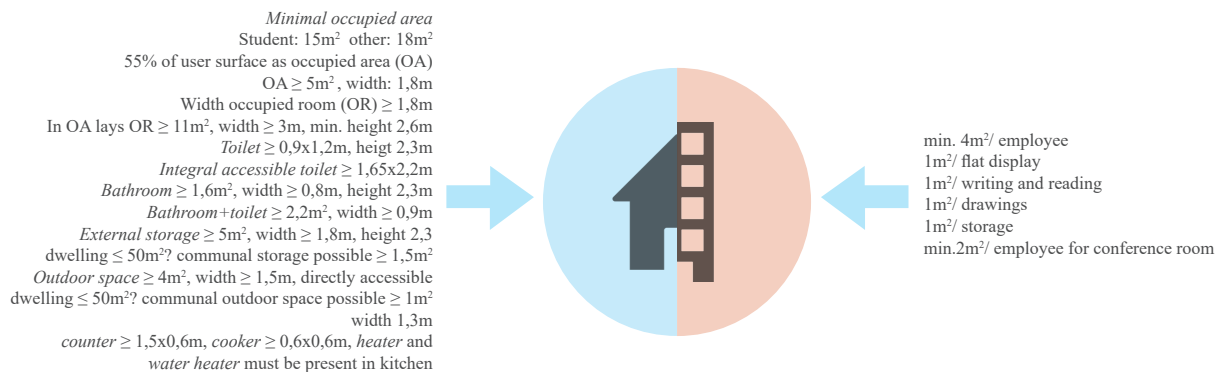 Minimal occupied area
Student: 15m² other: 18m²
55% of user surface as occupied area (OA)
OA ≥ 5m² , width: 1,8m
Width occupied room (OR) ≥ 1,8m
In OA lays OR ≥ 11m², width ≥ 3m, min. height 2,6m
Toilet ≥ 0,9x1,2m, heigt 2,3m
Integral accessible toilet ≥ 1,65x2,2m
Bathroom ≥ 1,6m², width ≥ 0,8m, height 2,3m
Bathroom+toilet ≥ 2,2m², width ≥ 0,9m
External storage ≥ 5m², width ≥ 1,8m, height 2,3
dwelling ≤ 50m²? communal storage possible ≥ 1,5m²
Outdoor space ≥ 4m², width ≥ 1,5m, directly accessible
dwelling ≤ 50m²? communal outdoor space possible ≥ 1m²
width 1,3m
counter ≥ 1,5x0,6m, cooker ≥ 0,6x0,6m, heater and
water heater must be present in kitchen
min. 4m²/ employee
1m²/ flat display
1m²/ writing and reading
1m²/ drawings
1m²/ storage
min.2m²/ employee for conference room